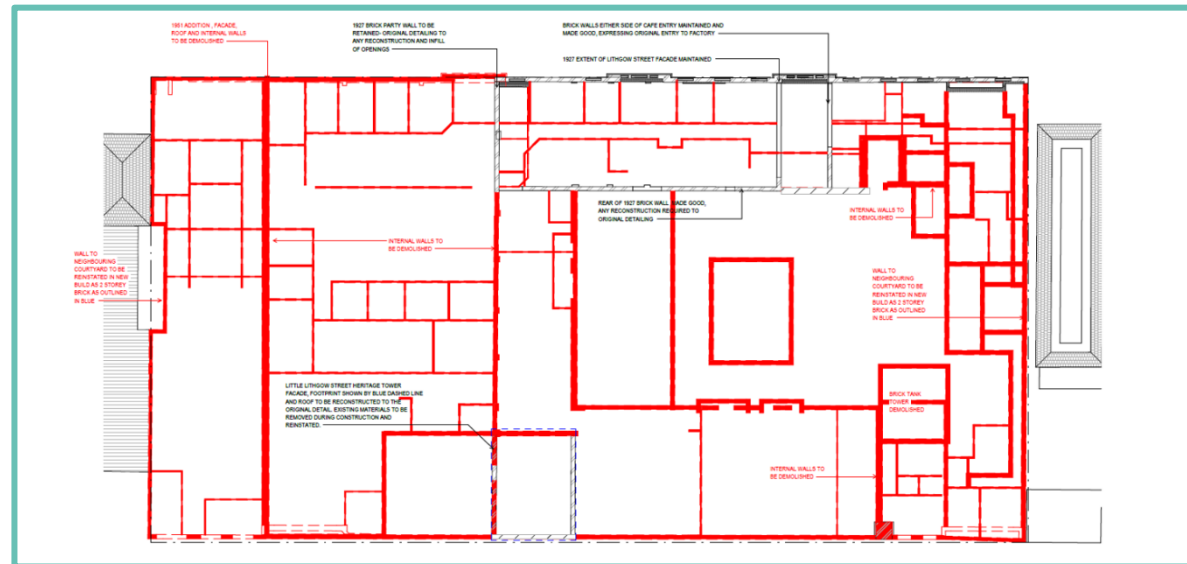 1951 ADDITION , FACADE,
ROOF AND INTERNAL WALLS
TO BE DEMOLISHED
1927 BRICK PARTY WALL TO BE
RETAINED- ORIGINAL DETAILING TO
ANY RECONSTRUCTION AND INFILL
OF OPENINGS
BRICK WALLS EITHER SIDE OF CAFE ENTRY MAINTAINED AND
MADE GOOD, EXPRESSING ORIGINAL ENTRY TO FACTORY
1927 EXTENT OF LITHGOW STREET FACADE MAINTAINED
REAR OF 1927 BRICK WALL MADE GOOD,
ANY RECONSTRUCTION REQUIRED TO
ORIGINAL DETAILING
INTERNAL WALLS TO
BE DEMOLISHED
INTERNAL WALLS TO
BE DEMOLISHED
WALL TO
NEIGHBOURING
COURTYARD TO BE
REINSTATED IN NEW
BUILD AS 2 STOREY
BRICK AS OUTLINED
IN BLUE
WALL TO
NEIGHBOURING
COURTYARD TO BE
REINSTATED IN NEW
BUILD AS 2 STOREY
BRICK AS OUTLINED
IN BLUE
LITTLE LITHGOW STREET HERITAGE TOWER
FACADE, FOOTPRINT SHOWN BY BLUE DASHED LINE
AND ROOF TO BE RECONSTRUCTED TO THE
ORIGINAL DETAIL. EXISTING MATERIALS TO BE
REMOVED DURING CONSTRUCTION AND
REINSTATED.
BRICK TANK
TOWER
DEMOLISHED
INTERNAL WALLS TO
BE DEMOLISHED